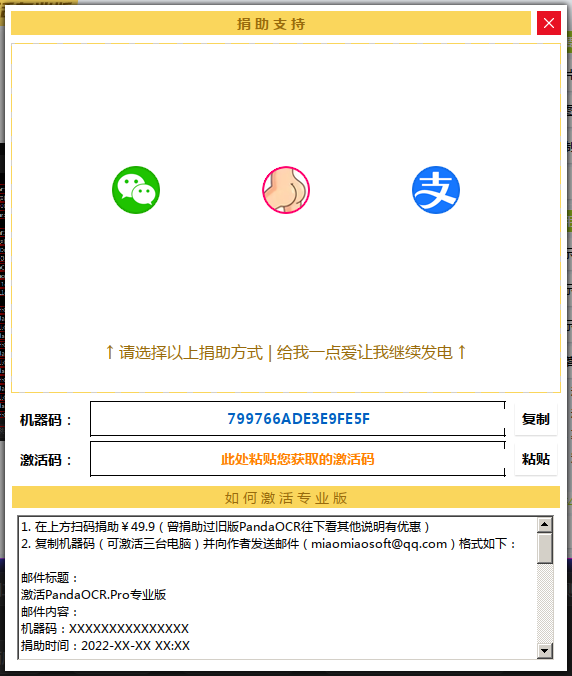 捐助支持
支
↑请选择以上捐助方式 | 给我一点爱让我继续发电↑
机器码： 799766ADE3E9FE5F 复制
激活码： 此处粘贴您获取的激活码 粘贴
如何激活专业版
1. 在上方扫码捐助￥49.9（曾捐助过旧版PandaOCR往下看其他说明有优惠）
2. 复制机器码（可激活三台电脑）并向作者发送邮件（miaomiaosoft@qq.com）格式如下：
邮件标题：
激活PandaOCR.Pro专业版
邮件内容：
机器码：XXXXXXXXXXXXXXX
捐助时间：2022-XX-XX XX:XX